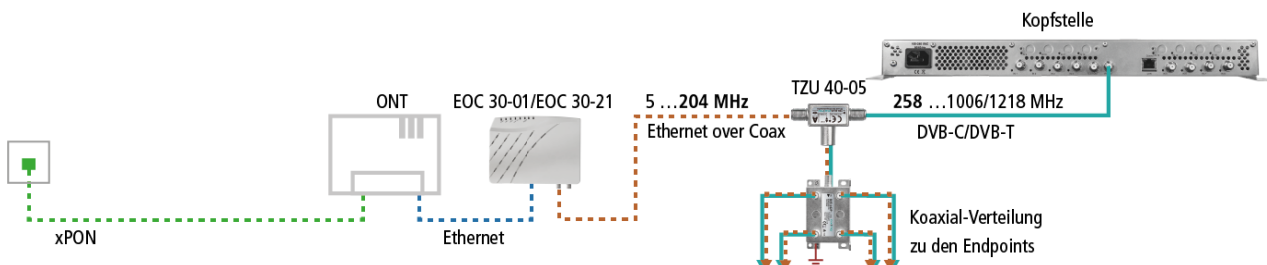 Kopfstelle
TZU 40-05
ONT
EOC 30-01/EOC 30-21
5 ...204 MHz
258 ...1006/1218 MHz
Ethernet over Coax
DVB-C/DVB-T
Koaxial-Verteilung
zu den Endpoints
xPON
Ethernet